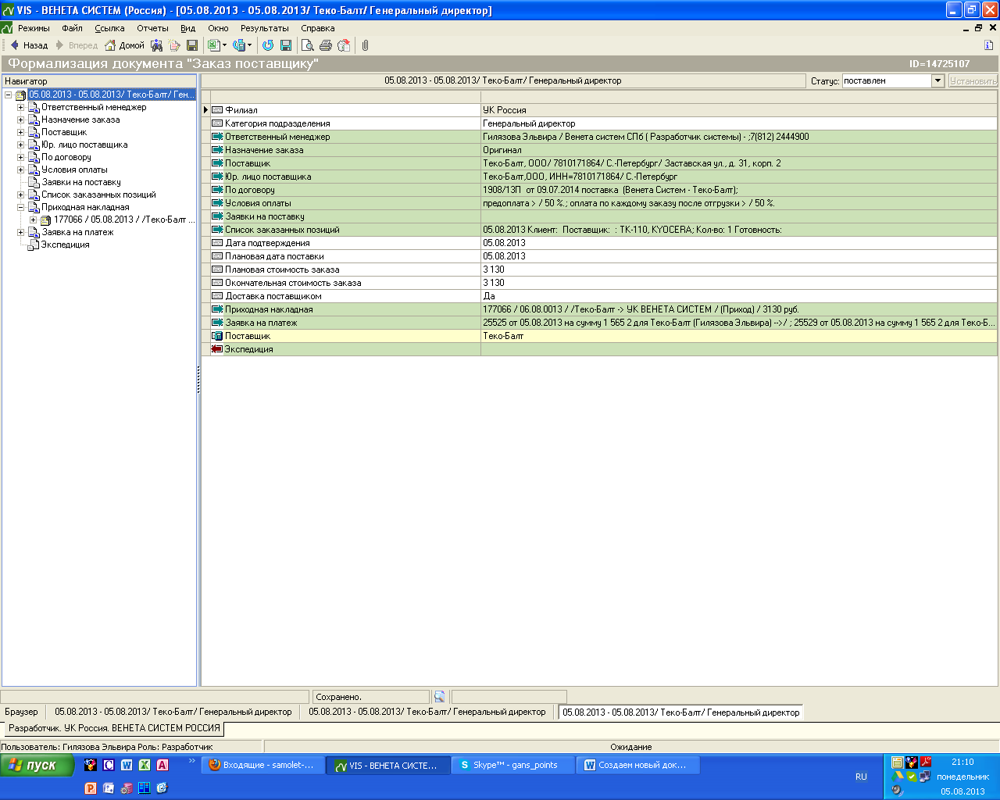 VIS - ВЕНЕТА СИСТЕМ (Россия) - [05.08.2013 - 05.08.2013/ Теко-Балт/ Генеральный директор]
Режимы Файл Ссылка Отчеты Вид Окно Результаты Справка
Назад Вперед Домой
Формализация документа "Заказ поставщику" ID=14725107
Навигатор
05.08.2013 - 05.08.2013/ Теко-Балт/ Ген...
Ответственный менеджер
Назначение заказа
Поставщик
Юр. лицо поставщика
По договору
Условия оплаты
Заявки на поставку
Список заказанных позиций
Приходная накладная
177066 / 05.08.2013 / /Теко-Балт ...
Заявка на платеж
Экспедиция
05.08.2013 - 05.08.2013/ Теко-Балт/ Генеральный директор Статус: поставлен Установить
Филиал УК Россия
Категория подразделения Генеральный директор
Ответственный менеджер Гилязова Эльвира / Венета систем СПб ( Разработчик системы) - ;7(812) 2444900
Назначение заказа Оригинал
Поставщик Теко-Балт, ООО/ 7810171864/ С.-Петербург/ Заставская ул., д. 31, корп. 2
Юр. лицо поставщика Теко-Балт,ООО, ИНН=7810171864/ С.-Петербург
По договору 1908/13П от 09.07.2014 поставка (Венета Систем - Теко-Балт);
Условия оплаты предоплата > / 50 %.; оплата по каждому заказу после отгрузки > / 50 %.
Заявки на поставку
Список заказанных позиций 05.08.2013 Клиент: Поставщик: : TK-110, KYOCERA; Кол-во: 1 Готовность:
Дата подтверждения 05.08.2013
Плановая дата поставки 05.08.2013
Плановая стоимость заказа 3 130
Окончательная стоимость заказа 3 130
Доставка поставщиком Да
Приходная накладная 177066 / 06.08.0013 / /Теко-Балт -> УК ВЕНЕТА СИСТЕМ / (Приход) / 3130 руб.
Заявка на платеж 25525 от 05.08.2013 на сумму 1 565 2 для Теко-Балт (Гилязова Эльвира) -->/ ; 25529 от 05.08.2013 на сумму 1 565 2 для Теко-Б...
Поставщик Теко-Балт
Экспедиция
Сохранено.
Браузер 05.08.2013 - 05.08.2013/ Теко-Балт/ Генеральный директор 05.08.2013 - 05.08.2013/ Теко-Балт/ Генеральный директор 05.08.2013 - 05.08.2013/ Теко-Балт/ Генеральный директор
Разработчик. УК Россия. ВЕНЕТА СИСТЕМ РОССИЯ
Пользователь: Гилязова Эльвира Роль: Разработчик Ожидание
пуск Входящие - samolet-... VIS - ВЕНЕТА СИСТЕ... Skype™ - gans_points Создаем новый док... 21:10
RU понедельник
05.08.2013